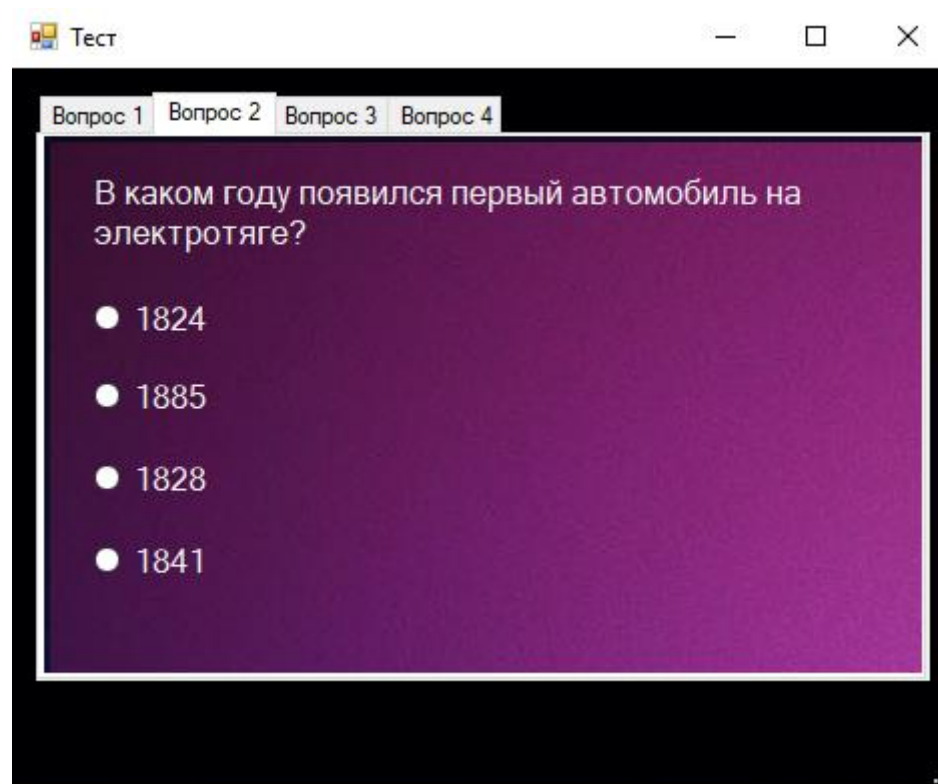 Тест
Вопрос 1 Вопрос 2 Вопрос 3 Вопрос 4
В каком году появился первый автомобиль на
электротяге?
1824
1885
1828
1841